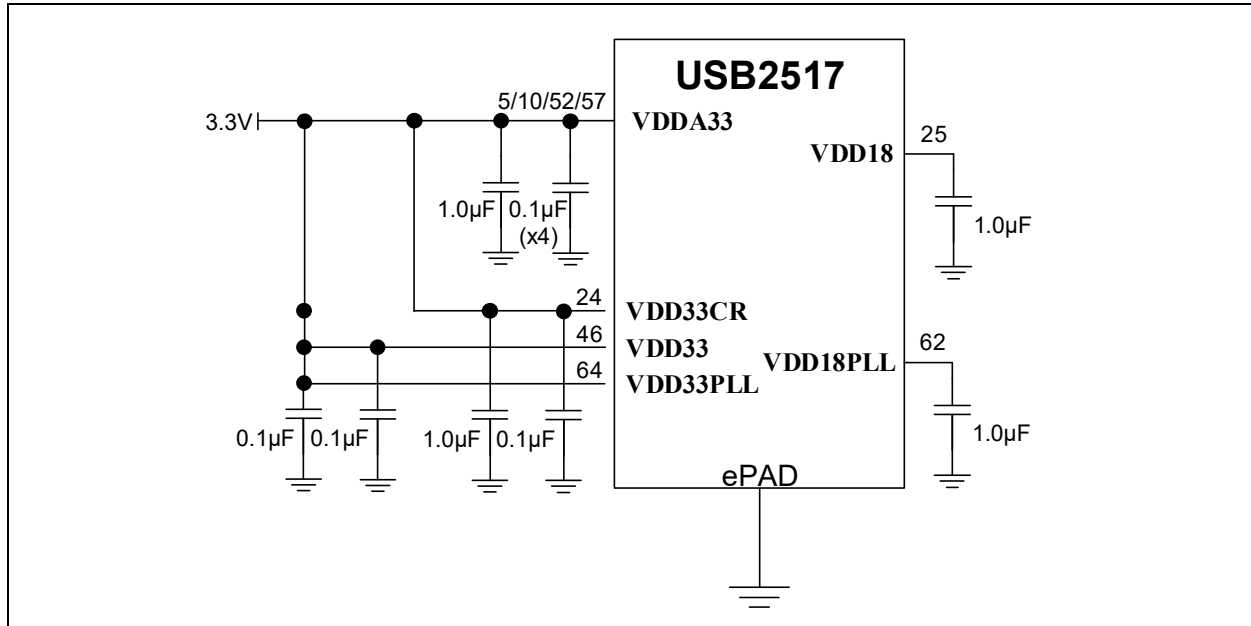 USB2517
5/10/52/57
3.3V
VDDA33
25
VDD18
1.0µF
0.1µF
(x4)
1.0µF
24
VDD33CR
46
VDD33
62
VDD18PLL
64
VDD33PLL
0.1µF
0.1µF
1.0µF
0.1µF
1.0µF
ePAD